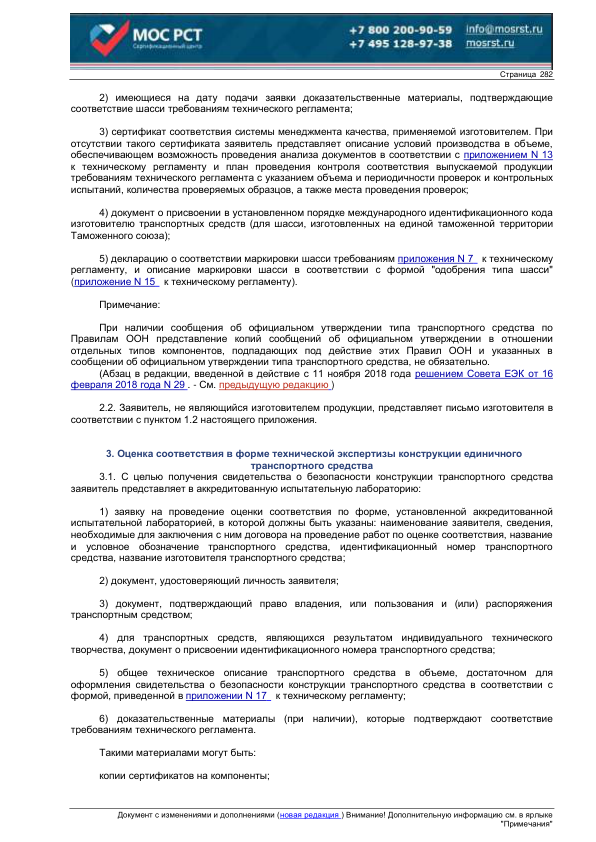 МОС РСТ
Сертификационный центр
+7 800 200-90-59 info@mosrst.ru
+7 495 128-97-38 mosrst.ru
Страница 282
2) имеющиеся на дату подачи заявки доказательственные материалы, подтверждающие
соответствие шасси требованиям технического регламента;
3) сертификат соответствия системы менеджмента качества, применяемой изготовителем. При
отсутствии такого сертификата заявитель представляет описание условий производства в объеме,
обеспечивающем возможность проведения анализа документов в соответствии с приложением N 13
к техническому регламенту и план проведения контроля соответствия выпускаемой продукции
требованиям технического регламента с указанием объема и периодичности проверок и контрольных
испытаний, количества проверяемых образцов, а также места проведения проверок;
4) документ о присвоении в установленном порядке международного идентификационного кода
изготовителю транспортных средств (для шасси, изготовленных на единой таможенной территории
Таможенного союза);
5) декларацию о соответствии маркировки шасси требованиям приложения N 7 к техническому
регламенту, и описание маркировки шасси в соответствии с формой "одобрения типа шасси"
(приложение N 15 к техническому регламенту).
Примечание:
При наличии сообщения об официальном утверждении типа транспортного средства по
Правилам ООН представление копий сообщений об официальном утверждении в отношении
отдельных типов компонентов, подпадающих под действие этих Правил ООН и указанных в
сообщении об официальном утверждении типа транспортного средства, не обязательно.
(Абзац в редакции, введенной в действие с 11 ноября 2018 года решением Совета ЕЭК от 16
февраля 2018 года N 29 . - См. предыдущую редакцию )
2.2. Заявитель, не являющийся изготовителем продукции, представляет письмо изготовителя в
соответствии с пунктом 1.2 настоящего приложения.
3. Оценка соответствия в форме технической экспертизы конструкции единичного
транспортного средства
3.1. С целью получения свидетельства о безопасности конструкции транспортного средства
заявитель представляет в аккредитованную испытательную лабораторию:
1) заявку на проведение оценки соответствия по форме, установленной аккредитованной
испытательной лабораторией, в которой должны быть указаны: наименование заявителя, сведения,
необходимые для заключения с ним договора на проведение работ по оценке соответствия, название
и условное обозначение транспортного средства, идентификационный номер транспортного
средства, название изготовителя транспортного средства;
2) документ, удостоверяющий личность заявителя;
3) документ, подтверждающий право владения, или пользования и (или) распоряжения
транспортным средством;
4) для транспортных средств, являющихся результатом индивидуального технического
творчества, документ о присвоении идентификационного номера транспортного средства;
5) общее техническое описание транспортного средства в объеме, достаточном для
оформления свидетельства о безопасности конструкции транспортного средства в соответствии с
формой, приведенной в приложении N 17 к техническому регламенту;
6) доказательственные материалы (при наличии), которые подтверждают соответствие
требованиям технического регламента.
Такими материалами могут быть:
копии сертификатов на компоненты;
Документ с изменениями и дополнениями (новая редакция ) Внимание! Дополнительную информацию см. в ярлыке
"Примечания"